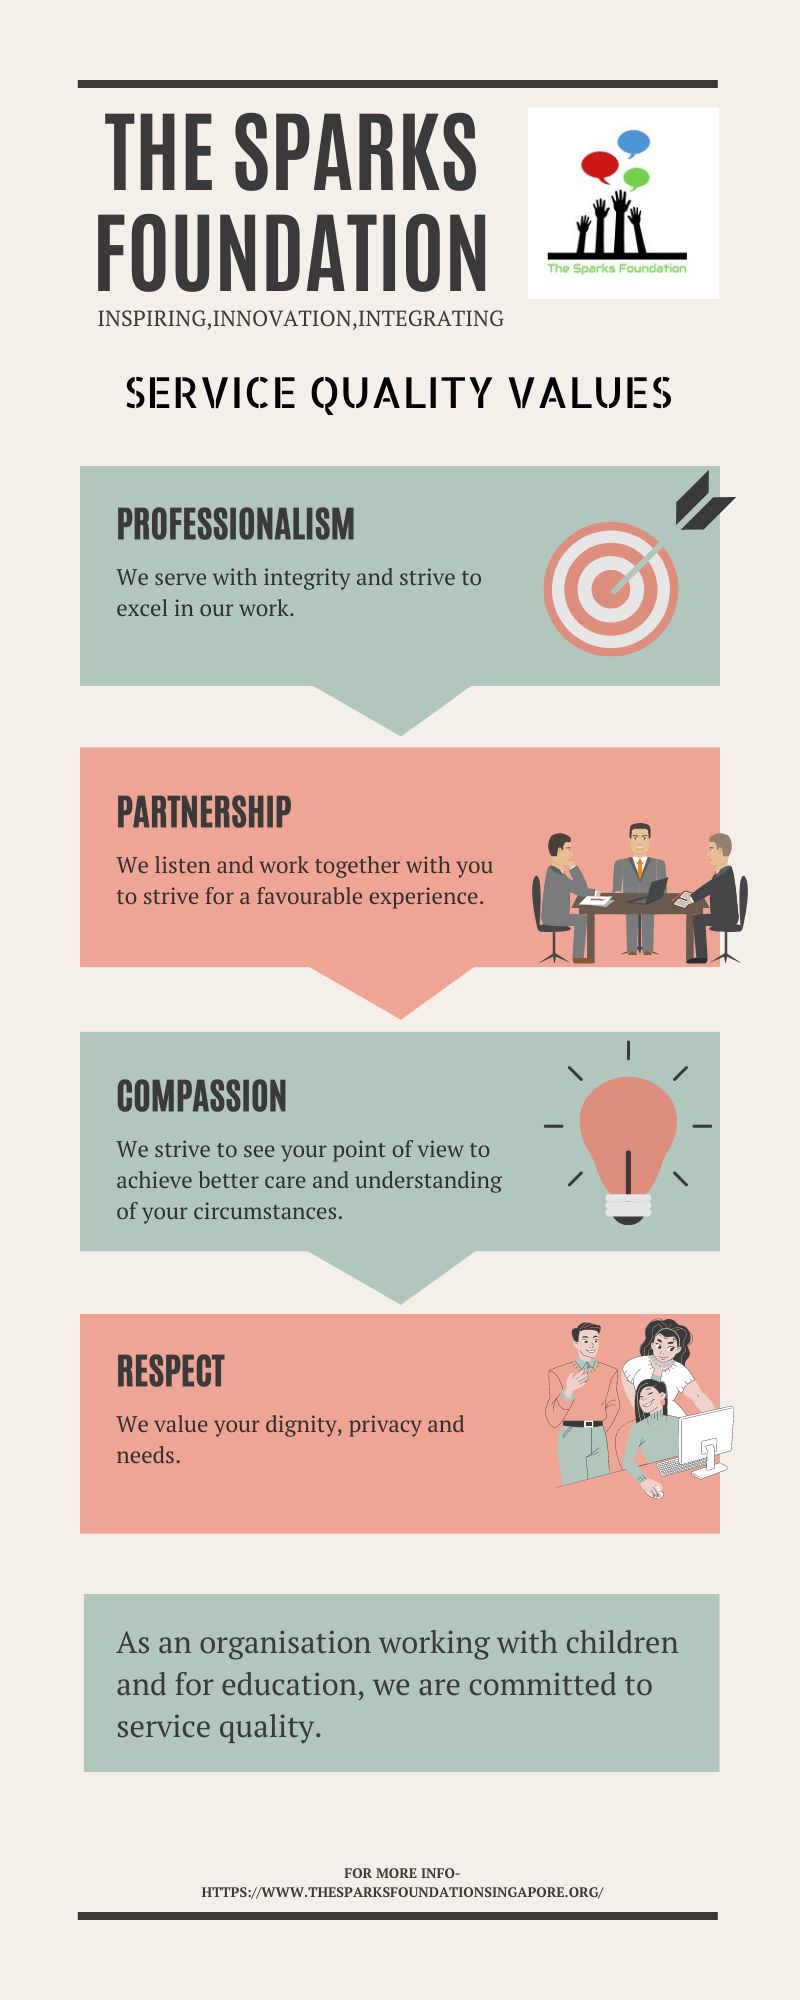 THE SPARKS
FOUNDATION
INSPIRING,INNOVATION,INTEGRATING
The Sparks Foundation
SERVICE QUALITY VALUES
PROFESSIONALISM
We serve with integrity and strive to
excel in our work.
PARTNERSHIP
We listen and work together with you
to strive for a favourable experience.
COMPASSION
We strive to see your point of view to
achieve better care and understanding
of your circumstances.
RESPECT
We value your dignity, privacy and
needs.
As an organisation working with children
and for education, we are committed to
service quality.
FOR MORE INFO-
HTTPS://WWW.THESPARKSFOUNDATIONSINGAPORE.ORG/